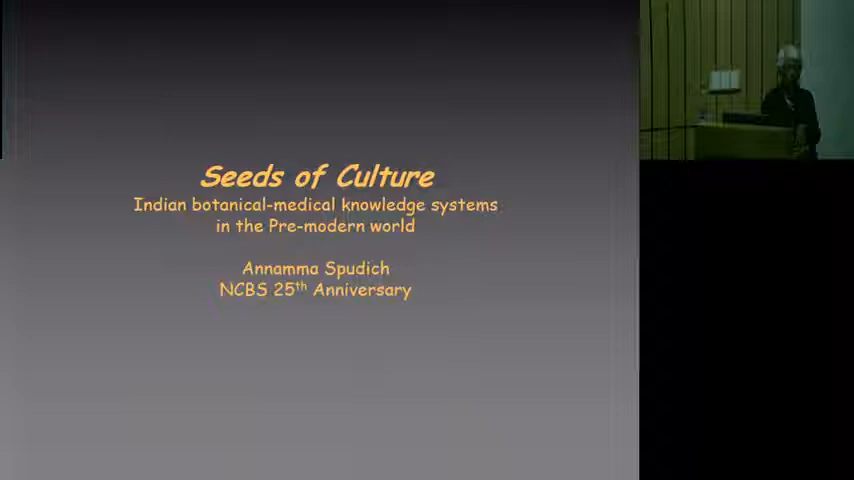 Seeds of Culture
Indian botanical-medical knowledge systems
in the Pre-modern world
Annamma Spudich
NCBS 25th Anniversary